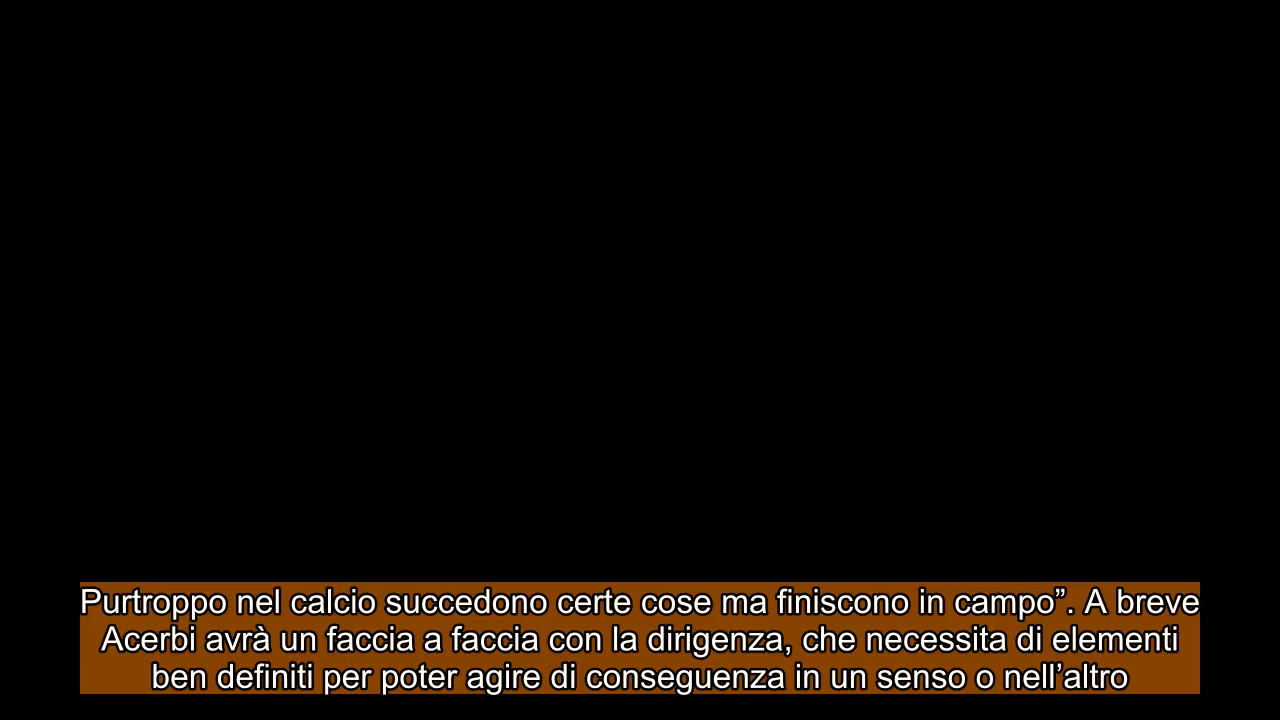 Purtroppo nel calcio succedono certe cose ma finiscono in campo”. A breve
Acerbi avrà un faccia a faccia con la dirigenza, che necessita di elementi
ben definiti per poter agire di conseguenza in un senso o nell’altro